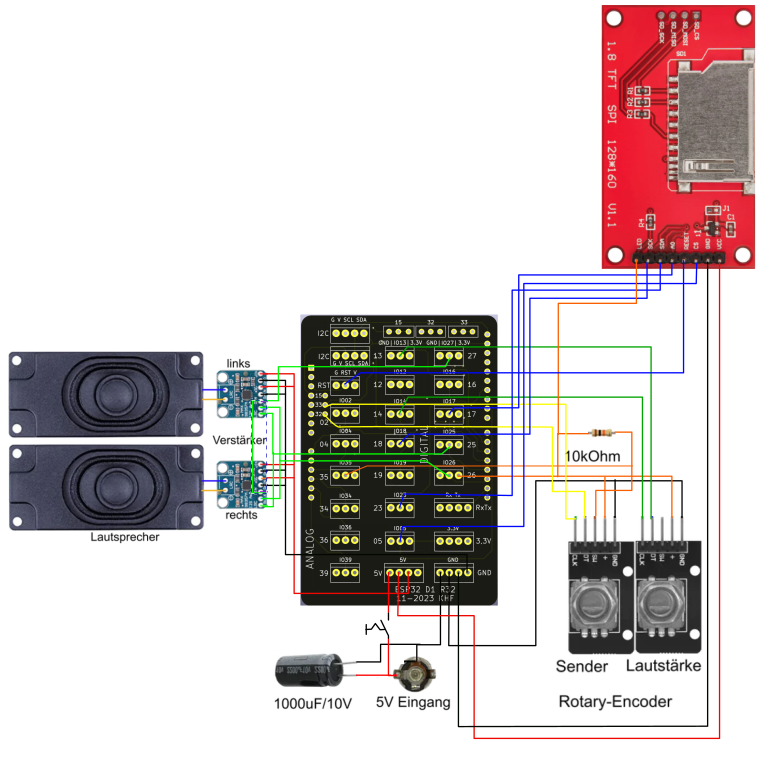 SD_SCK
SD_MISO
SD_MOSI
SD_CS
SD1
1.8 TFT SPI 128*160 V1.1
R1
R2
R3
R4
J1
C1
LED
SCK
SDA
A0
RESET
CS
GND
VCC
G V SCL SDA
15
32
33
I2C
GND|IO13|3.3V
GND|IO27|3.3V
I2C
13
27
G V SCL SDA
IO12
IO16
G RST V
RST
12
16
15
33
32
IO02
IO14
IO17
02
14
17
IO04
IO18
IO25
04
18
25
DIGITAL
IO35
IO19
IO26
35
19
26
IO34
IO23
Rx Tx
34
23
RxTx
IO36
IO05
3.3V
36
05
3.3V
ANALOG
IO39
5V
GND
39
5V
GND
ESP32 D1 R32
11-2023 KHF
links
Verstärker
rechts
Lautsprecher
10kOhm
CLK
DT
SW
+
GND
CLK
DT
SW
+
GND
Sender
Lautstärke
Rotary-Encoder
1000uF/10V
5V Eingang